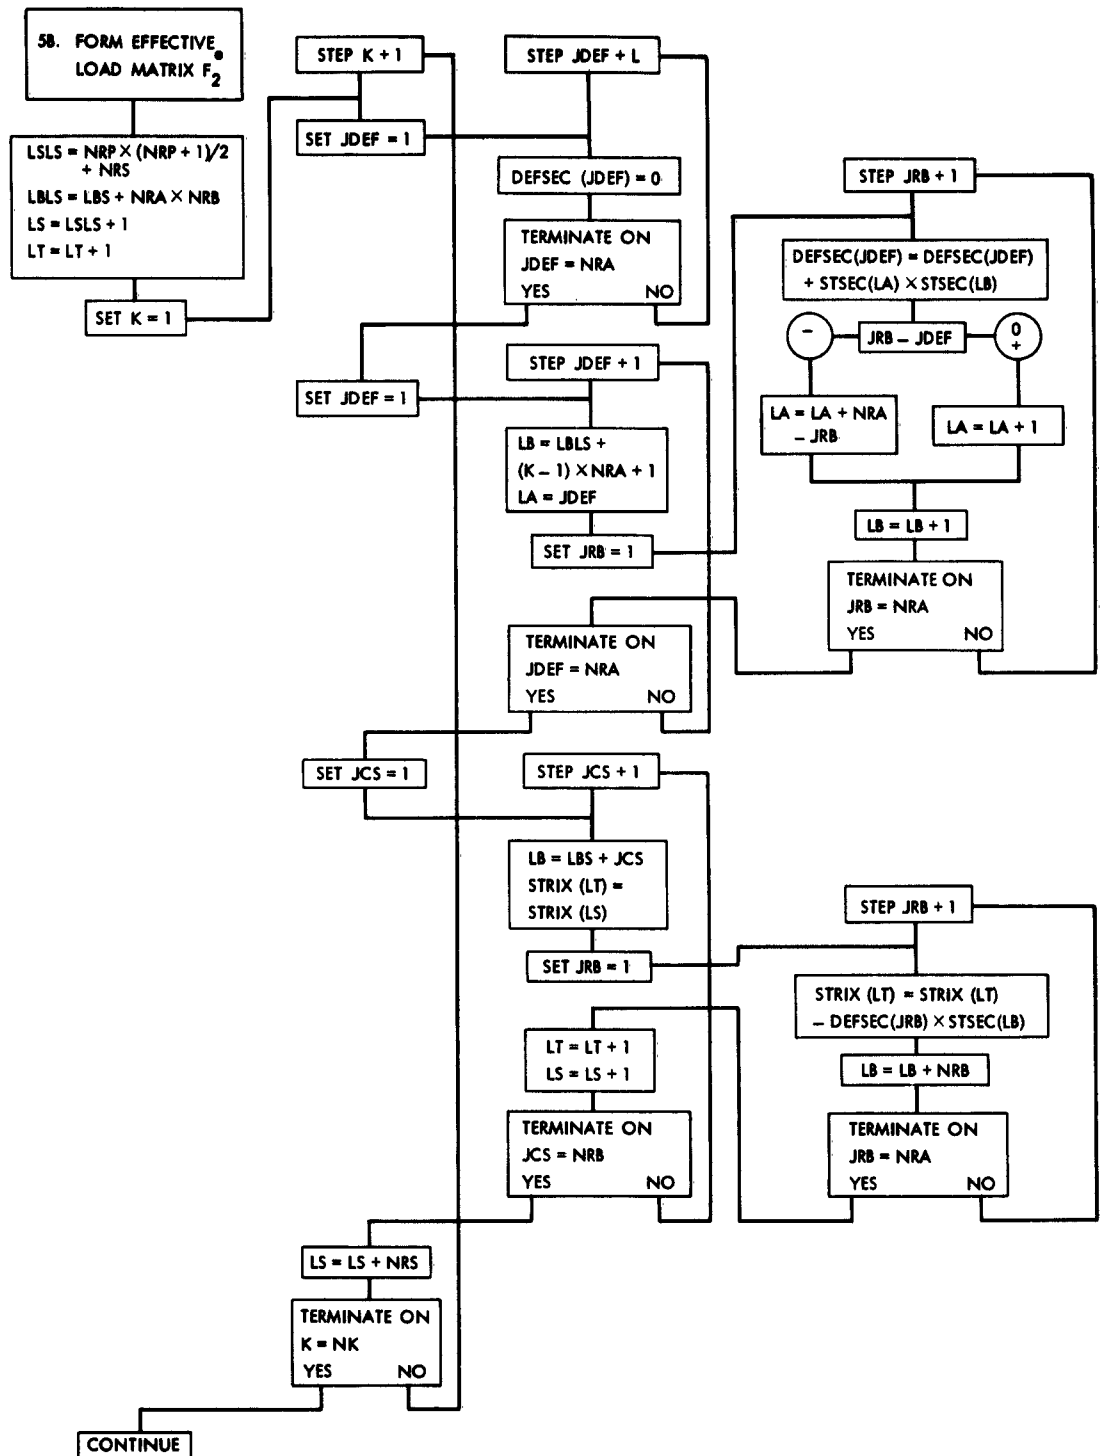 5B. FORM EFFECTIVE
LOAD MATRIX F2e
LSLS = NRP × (NRP + 1)/2
+ NRS
LBLS = LBS + NRA × NRB
LS = LSLS + 1
LT = LT + 1
SET K = 1
STEP K + 1
SET JDEF = 1
STEP JDEF + L
DEFSEC (JDEF) = 0
TERMINATE ON
JDEF = NRA
YES NO
SET JDEF = 1
STEP JDEF + 1
LB = LBLS +
(K – 1) × NRA + 1
LA = JDEF
SET JRB = 1
STEP JRB + 1
DEFSEC(JDEF) = DEFSEC(JDEF)
+ STSEC(LA) × STSEC(LB)
–
JRB – JDEF
0
+
LA = LA + NRA
– JRB
LA = LA + 1
LB = LB + 1
TERMINATE ON
JRB = NRA
YES NO
TERMINATE ON
JDEF = NRA
YES NO
SET JCS = 1
STEP JCS + 1
LB = LBS + JCS
STRIX (LT) =
STRIX (LS)
SET JRB = 1
STEP JRB + 1
STRIX (LT) = STRIX (LT)
– DEFSEC(JRB) × STSEC(LB)
LB = LB + NRB
TERMINATE ON
JRB = NRA
YES NO
LT = LT + 1
LS = LS + 1
TERMINATE ON
JCS = NRB
YES NO
LS = LS + NRS
TERMINATE ON
K = NK
YES NO
CONTINUE